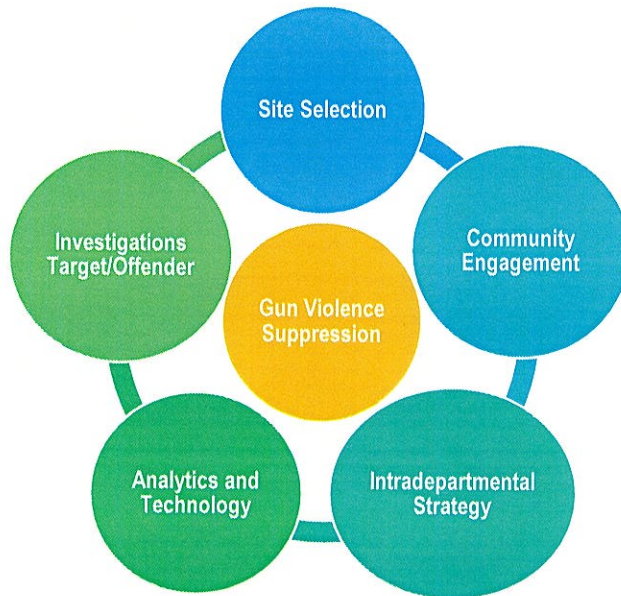 Site Selection
Community
Engagement
Intradepartmental
Strategy
Analytics and
Technology
Investigations
Target/Offender
Gun Violence
Suppression